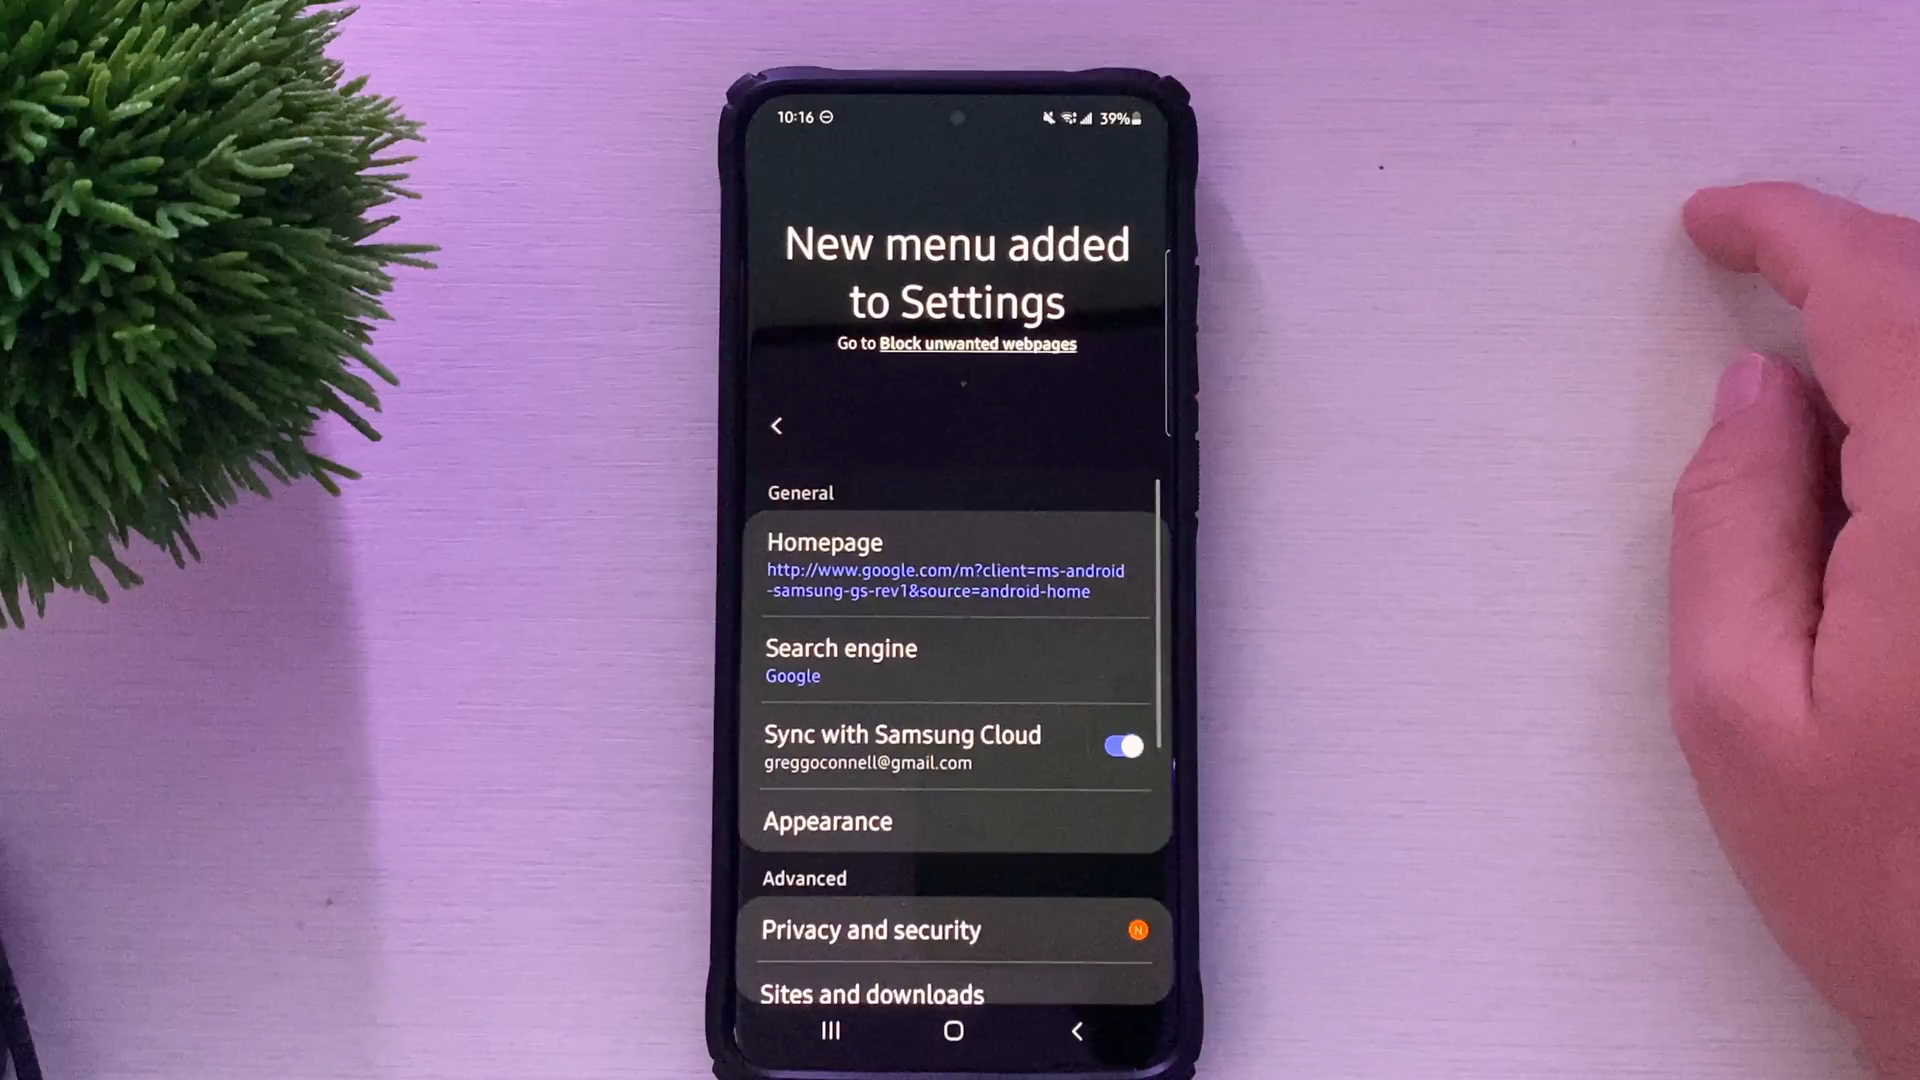 10:16
39%
New menu added
to Settings
Go to Block unwanted webpages
General
Homepage
http://www.google.com/m?client=ms-android
-samsung-gs-rev1&source=android-home
Search engine
Google
Sync with Samsung Cloud
greggoconnell@gmail.com
Appearance
Advanced
Privacy and security
N
Sites and downloads